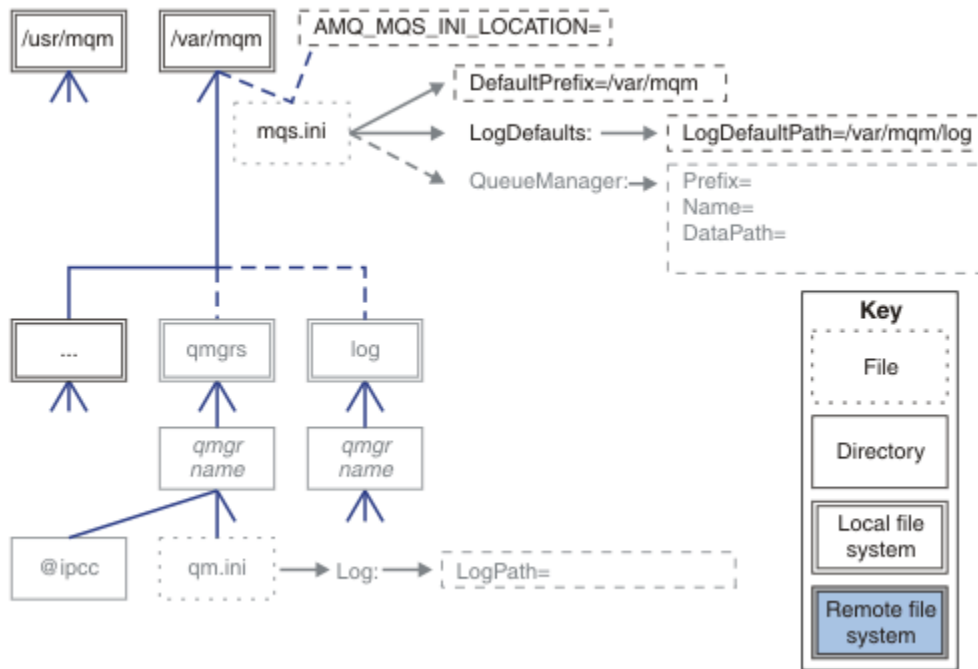 /usr/mqm
/var/mqm
AMQ_MQS_INI_LOCATION=
mqs.ini
DefaultPrefix=/var/mqm
LogDefaults:
LogDefaultPath=/var/mqm/log
QueueManager:
Prefix=
Name=
DataPath=
...
qmgrs
log
qmgr
name
qmgr
name
@ipcc
qm.ini
Log:
LogPath=
Key
File
Directory
Local file
system
Remote file
system